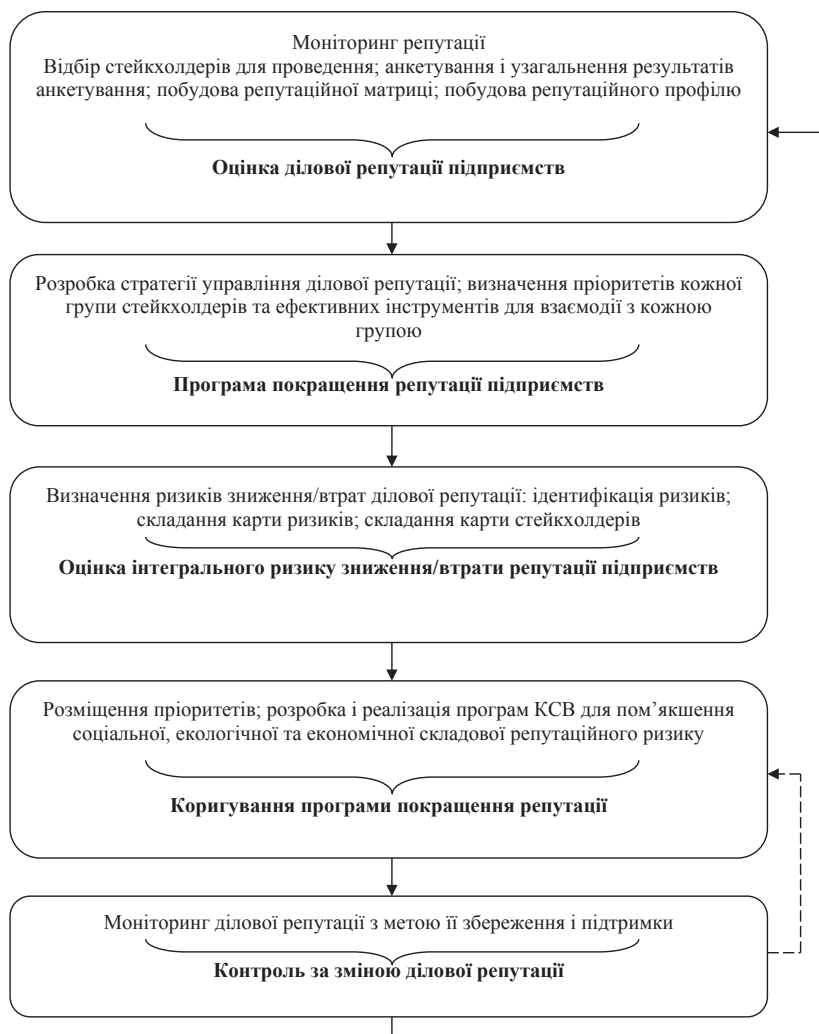 Моніторинг репутації
Відбір стейкхолдерів для проведення; анкетування і узагальнення результатів
анкетування; побудова репутаційної матриці; побудова репутаційного профілю
Оцінка ділової репутації підприємств
Розробка стратегії управління ділової репутації; визначення пріоритетів кожної
групи стейкхолдерів та ефективних інструментів для взаємодії з кожною
групою
Програма покращення репутації підприємств
Визначення ризиків зниження/втрат ділової репутації: ідентифікація ризиків;
складання карти ризиків; складання карти стейкхолдерів
Оцінка інтегрального ризику зниження/втрати репутації підприємств
Розміщення пріоритетів; розробка і реалізація програм КСВ для пом’якшення
соціальної, екологічної та економічної складової репутаційного ризику
Коригування програми покращення репутації
Моніторинг ділової репутації з метою її збереження і підтримки
Контроль за зміною ділової репутації